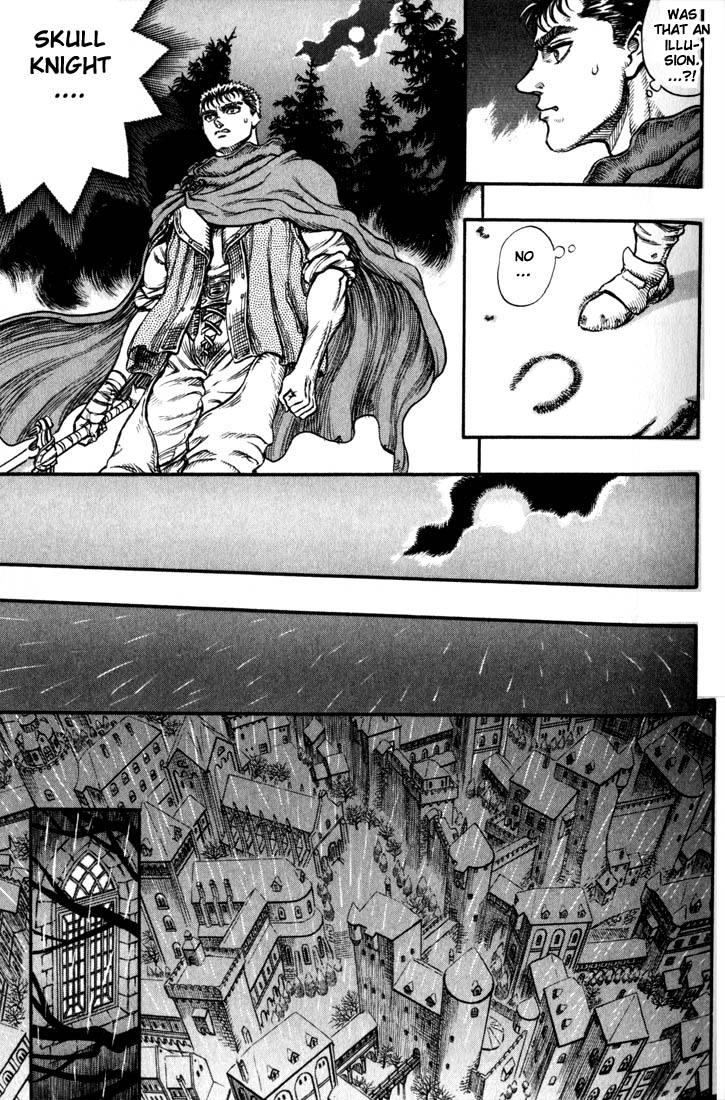 WAS
THAT AN
ILLU-
SION.
...?!
NO
...
SKULL
KNIGHT
....